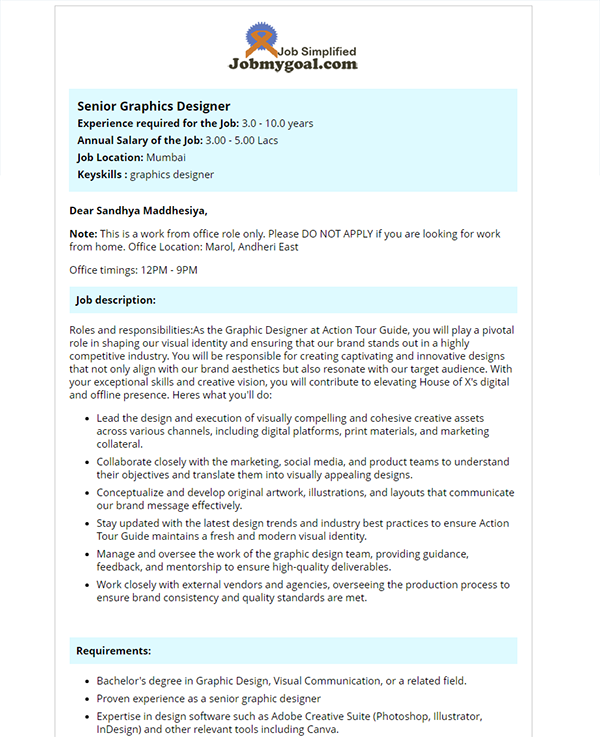 Job Simplified
Jobmygoal.com
Senior Graphics Designer
Experience required for the Job: 3.0 - 10.0 years
Annual Salary of the Job: 3.00 - 5.00 Lacs
Job Location: Mumbai
Keyskills : graphics designer
Dear Sandhya Maddhesiya,
Note: This is a work from office role only. Please DO NOT APPLY if you are looking for work
from home. Office Location: Marol, Andheri East
Office timings: 12PM - 9PM
Job description:
Roles and responsibilities:As the Graphic Designer at Action Tour Guide, you will play a pivotal
role in shaping our visual identity and ensuring that our brand stands out in a highly
competitive industry. You will be responsible for creating captivating and innovative designs
that not only align with our brand aesthetics but also resonate with our target audience. With
your exceptional skills and creative vision, you will contribute to elevating House of X's digital
and offline presence. Heres what you'll do:
• Lead the design and execution of visually compelling and cohesive creative assets
across various channels, including digital platforms, print materials, and marketing
collateral.
• Collaborate closely with the marketing, social media, and product teams to understand
their objectives and translate them into visually appealing designs.
• Conceptualize and develop original artwork, illustrations, and layouts that communicate
our brand message effectively.
• Stay updated with the latest design trends and industry best practices to ensure Action
Tour Guide maintains a fresh and modern visual identity.
• Manage and oversee the work of the graphic design team, providing guidance,
feedback, and mentorship to ensure high-quality deliverables.
• Work closely with external vendors and agencies, overseeing the production process to
ensure brand consistency and quality standards are met.
Requirements:
• Bachelor's degree in Graphic Design, Visual Communication, or a related field.
• Proven experience as a senior graphic designer
• Expertise in design software such as Adobe Creative Suite (Photoshop, Illustrator,
InDesign) and other relevant tools including Canva.